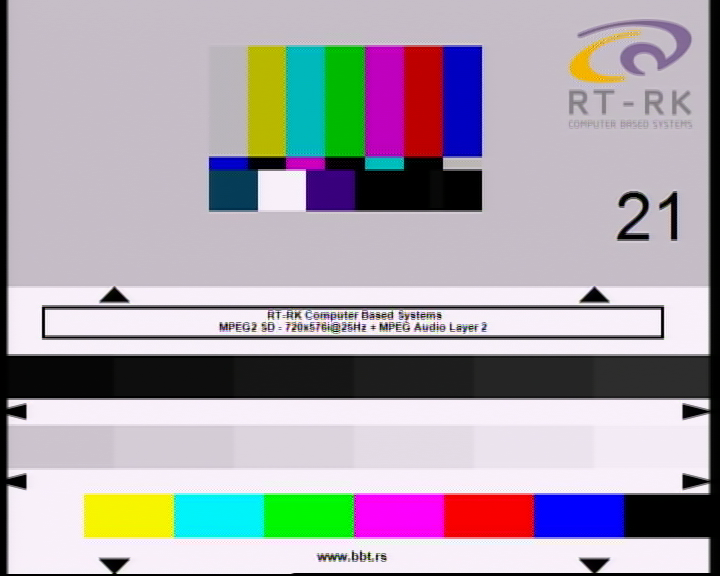 RT-RK
COMPUTER BASED SYSTEMS
21
RT-RK Computer Based Systems
MPEG2 SD - 720x576i@25Hz + MPEG Audio Layer 2
www.bbt.rs